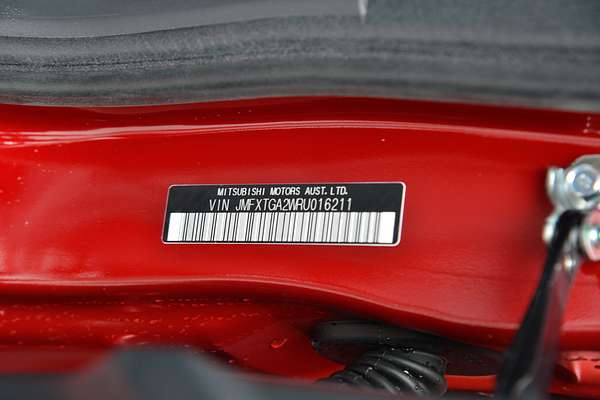 MITSUBISHI MOTORS AUST. LTD.
VIN JMFXTGA2WRU016211